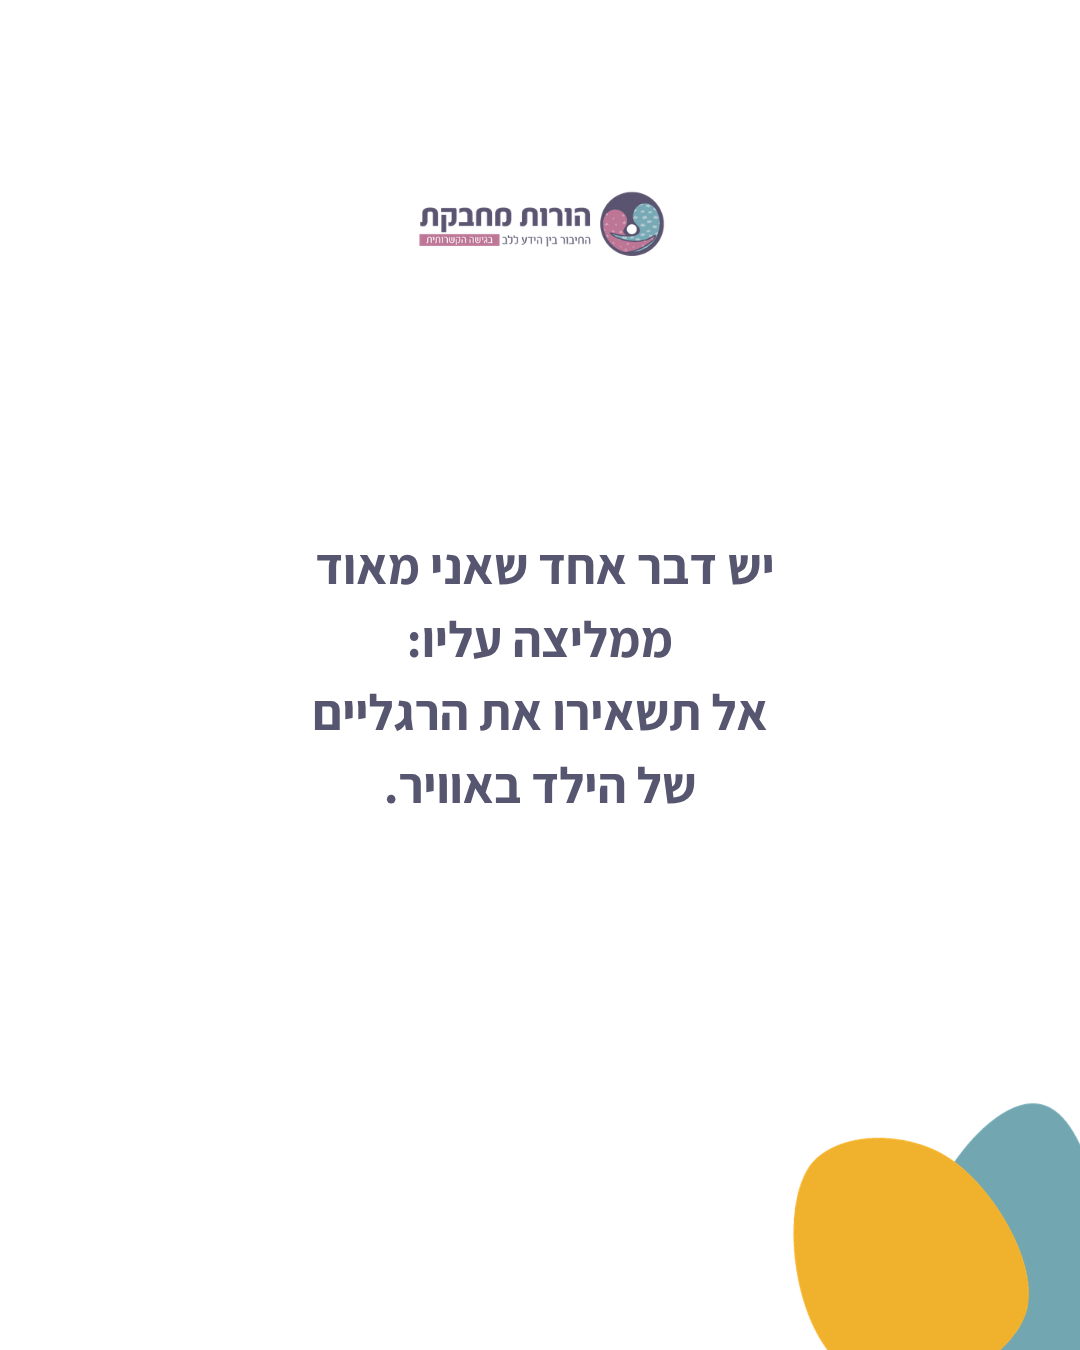 הורות מחבקת
החיבור בין הידע ללב בגישה הקשרותית
יש דבר אחד שאני מאוד
ממליצה עליו:
אל תשאירו את הרגליים
של הילד באוויר.